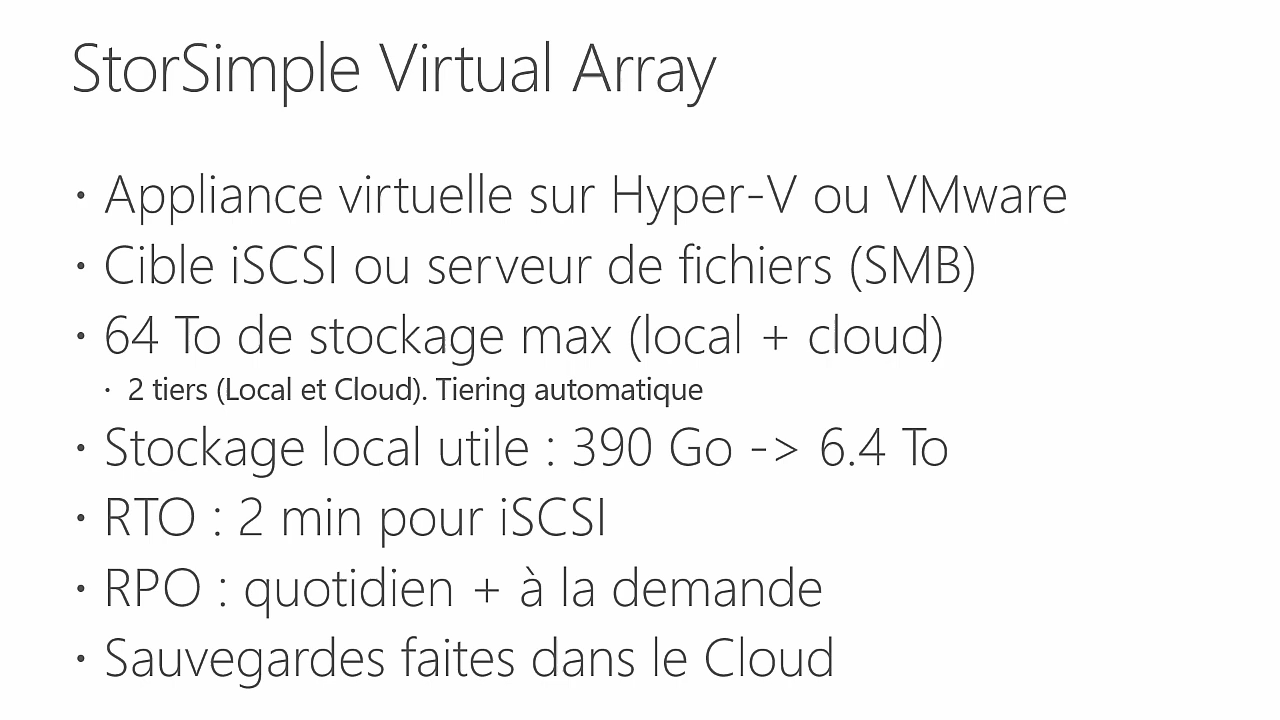 StorSimple Virtual Array
• Appliance virtuelle sur Hyper-V ou VMware
• Cible iSCSI ou serveur de fichiers (SMB)
• 64 To de stockage max (local + cloud)
• 2 tiers (Local et Cloud). Tiering automatique
• Stockage local utile : 390 Go -> 6.4 To
• RTO : 2 min pour iSCSI
• RPO : quotidien + à la demande
• Sauvegardes faites dans le Cloud